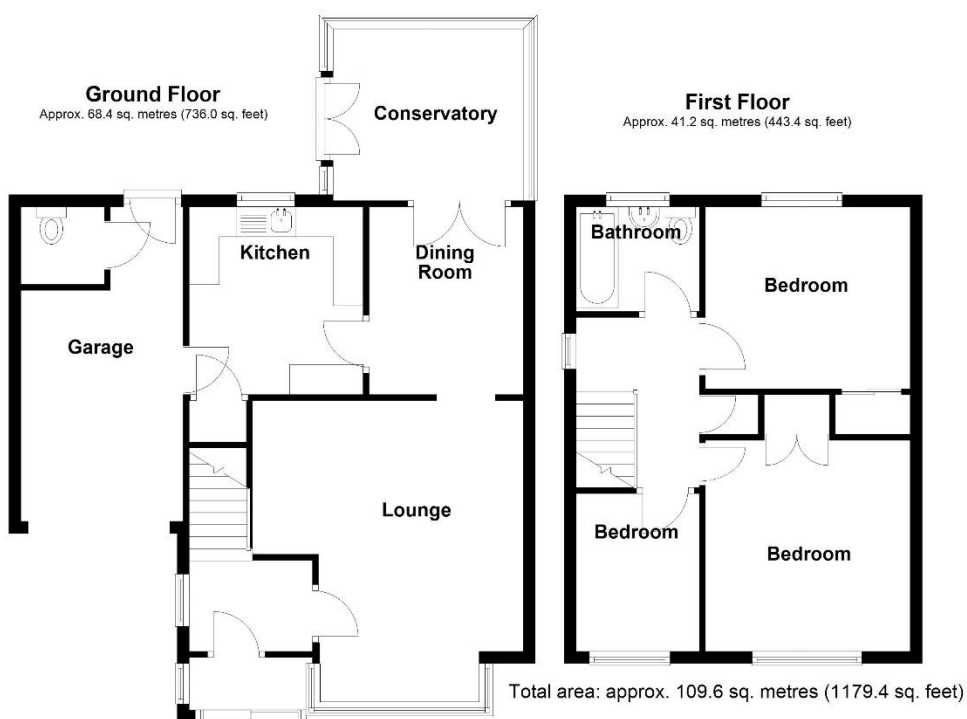 Ground Floor
Approx. 68.4 sq. metres (736.0 sq. feet)
Conservatory
Kitchen
Dining
Room
Garage
Lounge
First Floor
Approx. 41.2 sq. metres (443.4 sq. feet)
Bathroom
Bedroom
Bedroom
Bedroom
Total area: approx. 109.6 sq. metres (1179.4 sq. feet)